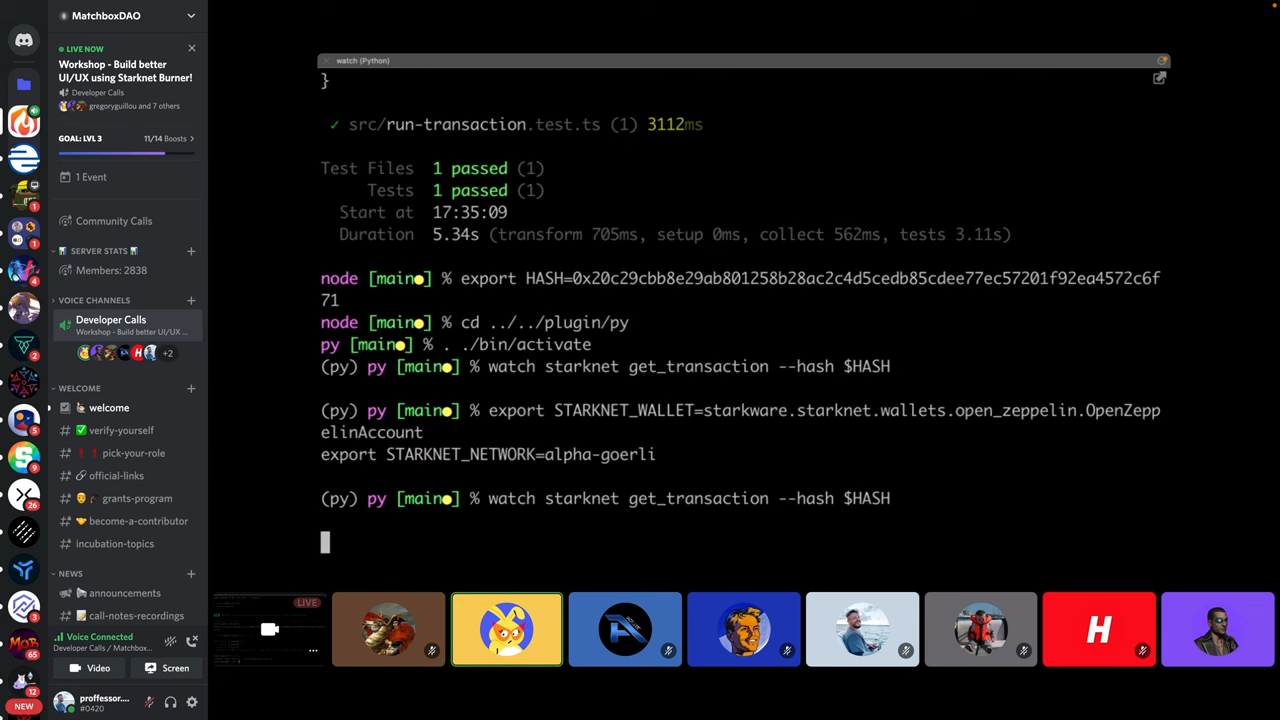 MatchboxDAO
LIVE NOW
Workshop - Build better
UI/UX using Starknet Burner!
Developer Calls
gregoryguillou and 7 others
GOAL: LVL 3 11/14 Boosts
1 Event
Community Calls
SERVER STATS
Members: 2838
VOICE CHANNELS
Developer Calls
Workshop - Build better UI/UX ...
+2
WELCOME
welcome
verify-yourself
pick-your-role
official-links
grants-program
become-a-contributor
incubation-topics
NEWS
announcements
call-notes-recordings
Voice Connected
Developer Calls / Matchbox...
Video
Screen
proffessor....
#0420
1
1
2
5
9
26
65
12
NEW
watch (Python)
}
✓ src/run-transaction.test.ts (1) 3112ms
Test Files 1 passed (1)
Tests 1 passed (1)
Start at 17:35:09
Duration 5.34s (transform 705ms, setup 0ms, collect 562ms, tests 3.11s)
node [main●] % export HASH=0x20c29cbb8e29ab801258b28ac2c4d5cedb85cdee77ec57201f92ea4572c6f
71
node [main●] % cd ../../plugin/py
py [main●] % . ./bin/activate
(py) py [main●] % watch starknet get_transaction --hash $HASH
(py) py [main●] % export STARKNET_WALLET=starkware.starknet.wallets.open_zeppelin.OpenZepp
elinAccount
export STARKNET_NETWORK=alpha-goerli
(py) py [main●] % watch starknet get_transaction --hash $HASH
LIVE
H